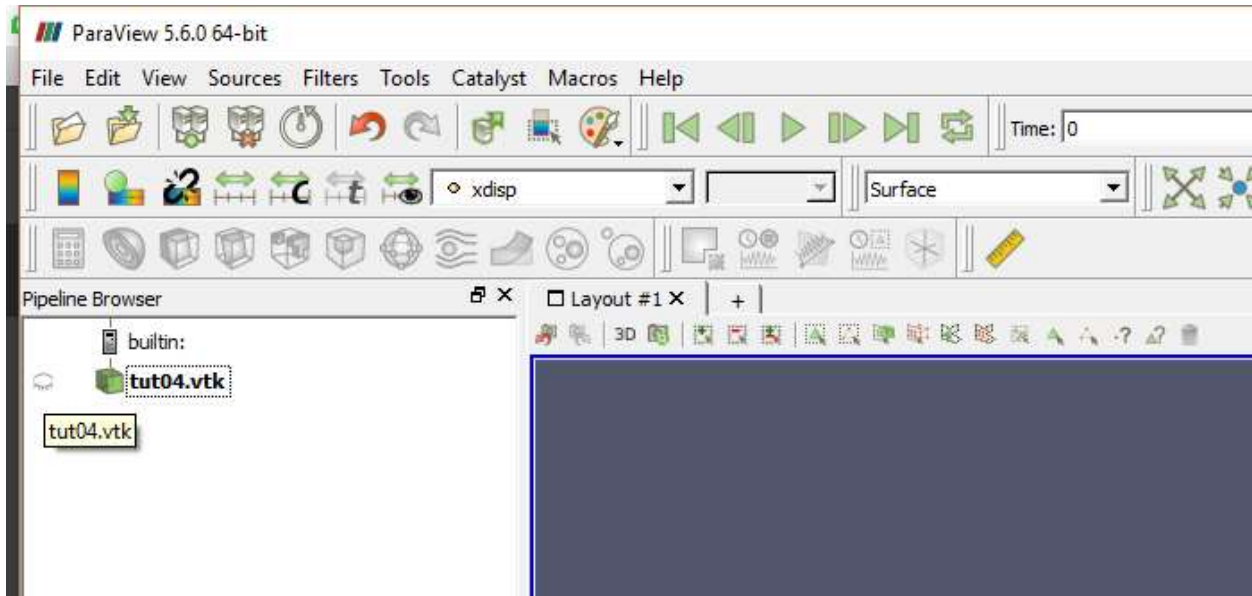 ParaView 5.6.0 64-bit
File Edit View Sources Filters Tools Catalyst Macros Help
Time: 0
xdisp Surface
Pipeline Browser
Layout #1
builtin:
3D
tut04.vtk
tut04.vtk